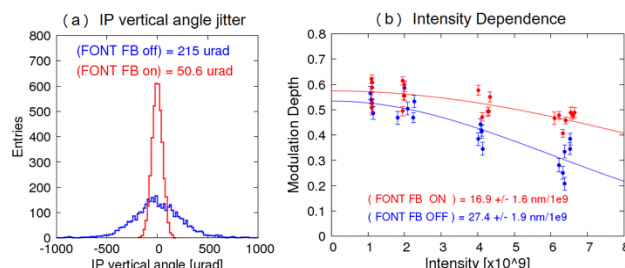 ( a ) IP vertical angle jitter
(FONT FB off) = 215 urad
(FONT FB on) = 50.6 urad
Entries
800
700
600
500
400
300
200
100
0
-1000 -500 0 500 1000
IP vertical angle [urad]
( b ) Intensity Dependence
Modulation Depth
0.8
0.7
0.6
0.5
0.4
0.3
0.2
0.1
0
( FONT FB ON ) = 16.9 +/- 1.6 nm/1e9
( FONT FB OFF ) = 27.4 +/- 1.9 nm/1e9
0 1 2 3 4 5 6 7 8
Intensity [x10^9]